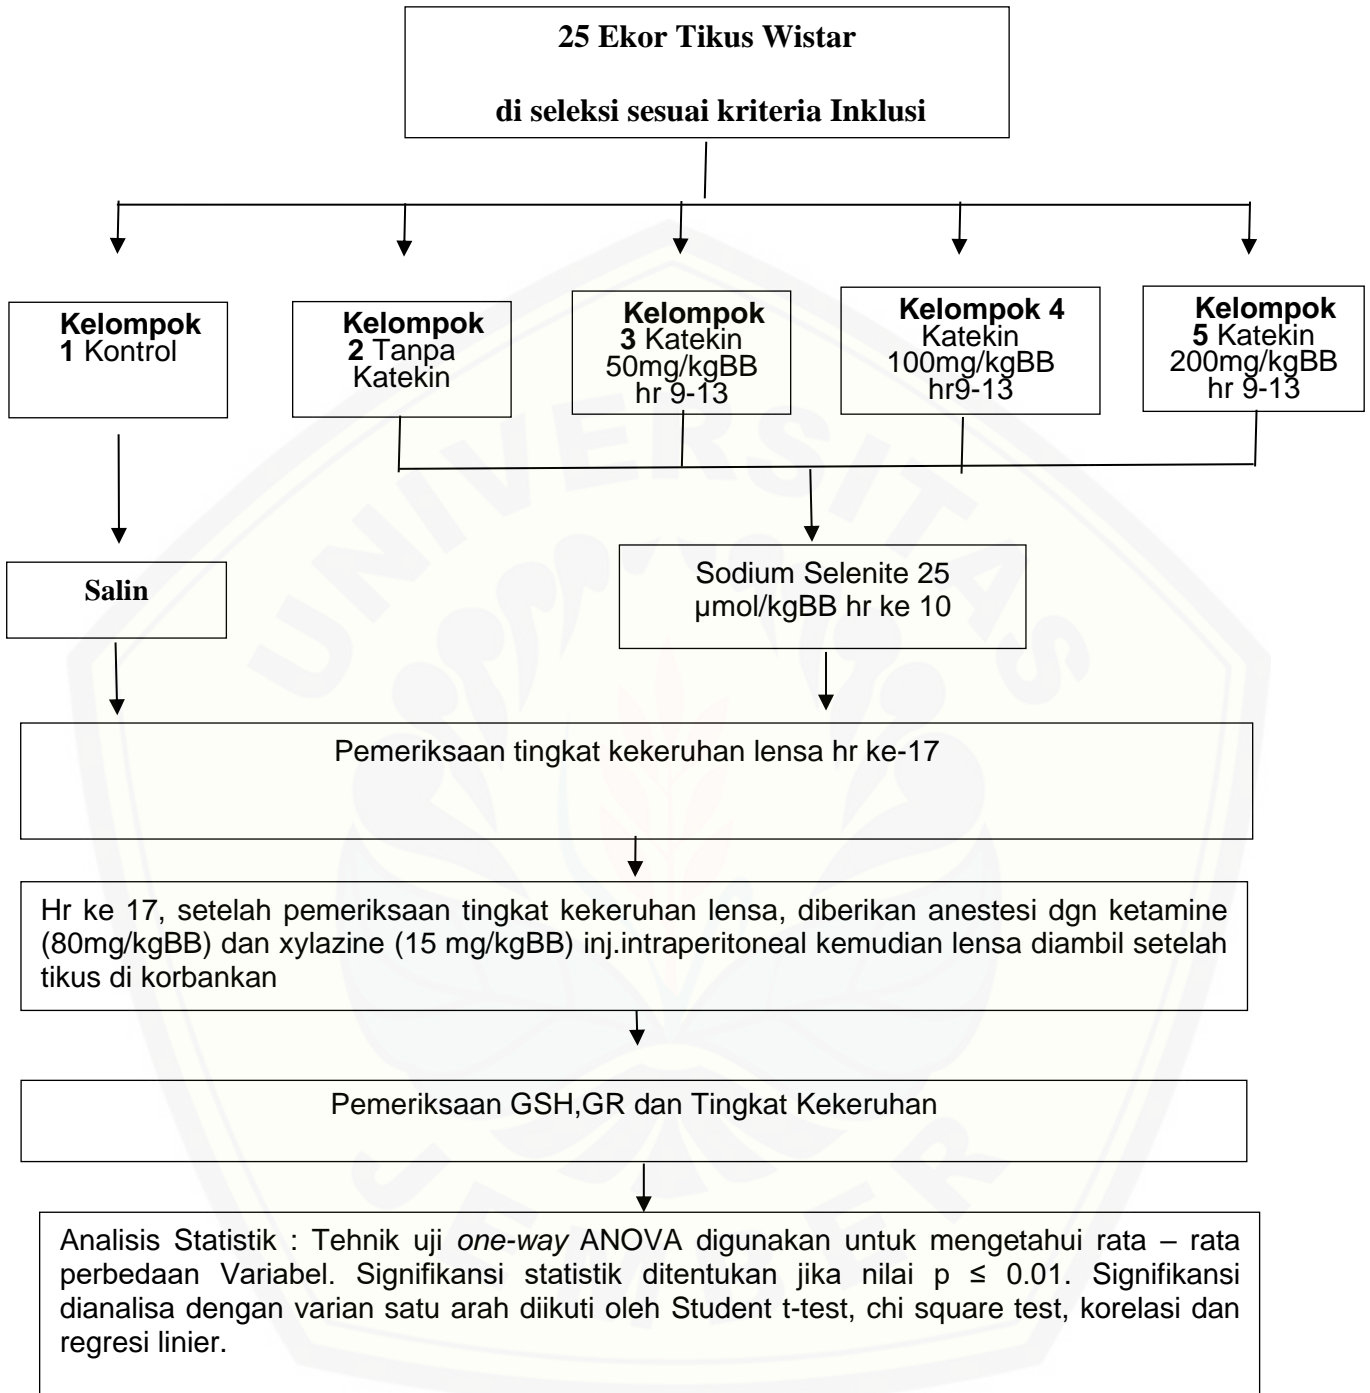 25 Ekor Tikus Wistar
di seleksi sesuai kriteria Inklusi
Kelompok
1 Kontrol
Kelompok
2 Tanpa
Katekin
Kelompok
3 Katekin
50mg/kgBB
hr 9-13
Kelompok 4
Katekin
100mg/kgBB
hr9-13
Kelompok
5 Katekin
200mg/kgBB
hr 9-13
Salin
Sodium Selenite 25
µmol/kgBB hr ke 10
Pemeriksaan tingkat kekeruhan lensa hr ke-17
Hr ke 17, setelah pemeriksaan tingkat kekeruhan lensa, diberikan anestesi dgn ketamine
(80mg/kgBB) dan xylazine (15 mg/kgBB) inj.intraperitoneal kemudian lensa diambil setelah
tikus di korbankan
Pemeriksaan GSH,GR dan Tingkat Kekeruhan
Analisis Statistik : Tehnik uji one-way ANOVA digunakan untuk mengetahui rata – rata
perbedaan Variabel. Signifikansi statistik ditentukan jika nilai p ≤ 0.01. Signifikansi
dianalisa dengan varian satu arah diikuti oleh Student t-test, chi square test, korelasi dan
regresi linier.
UNIVERSITAS
JEMBER